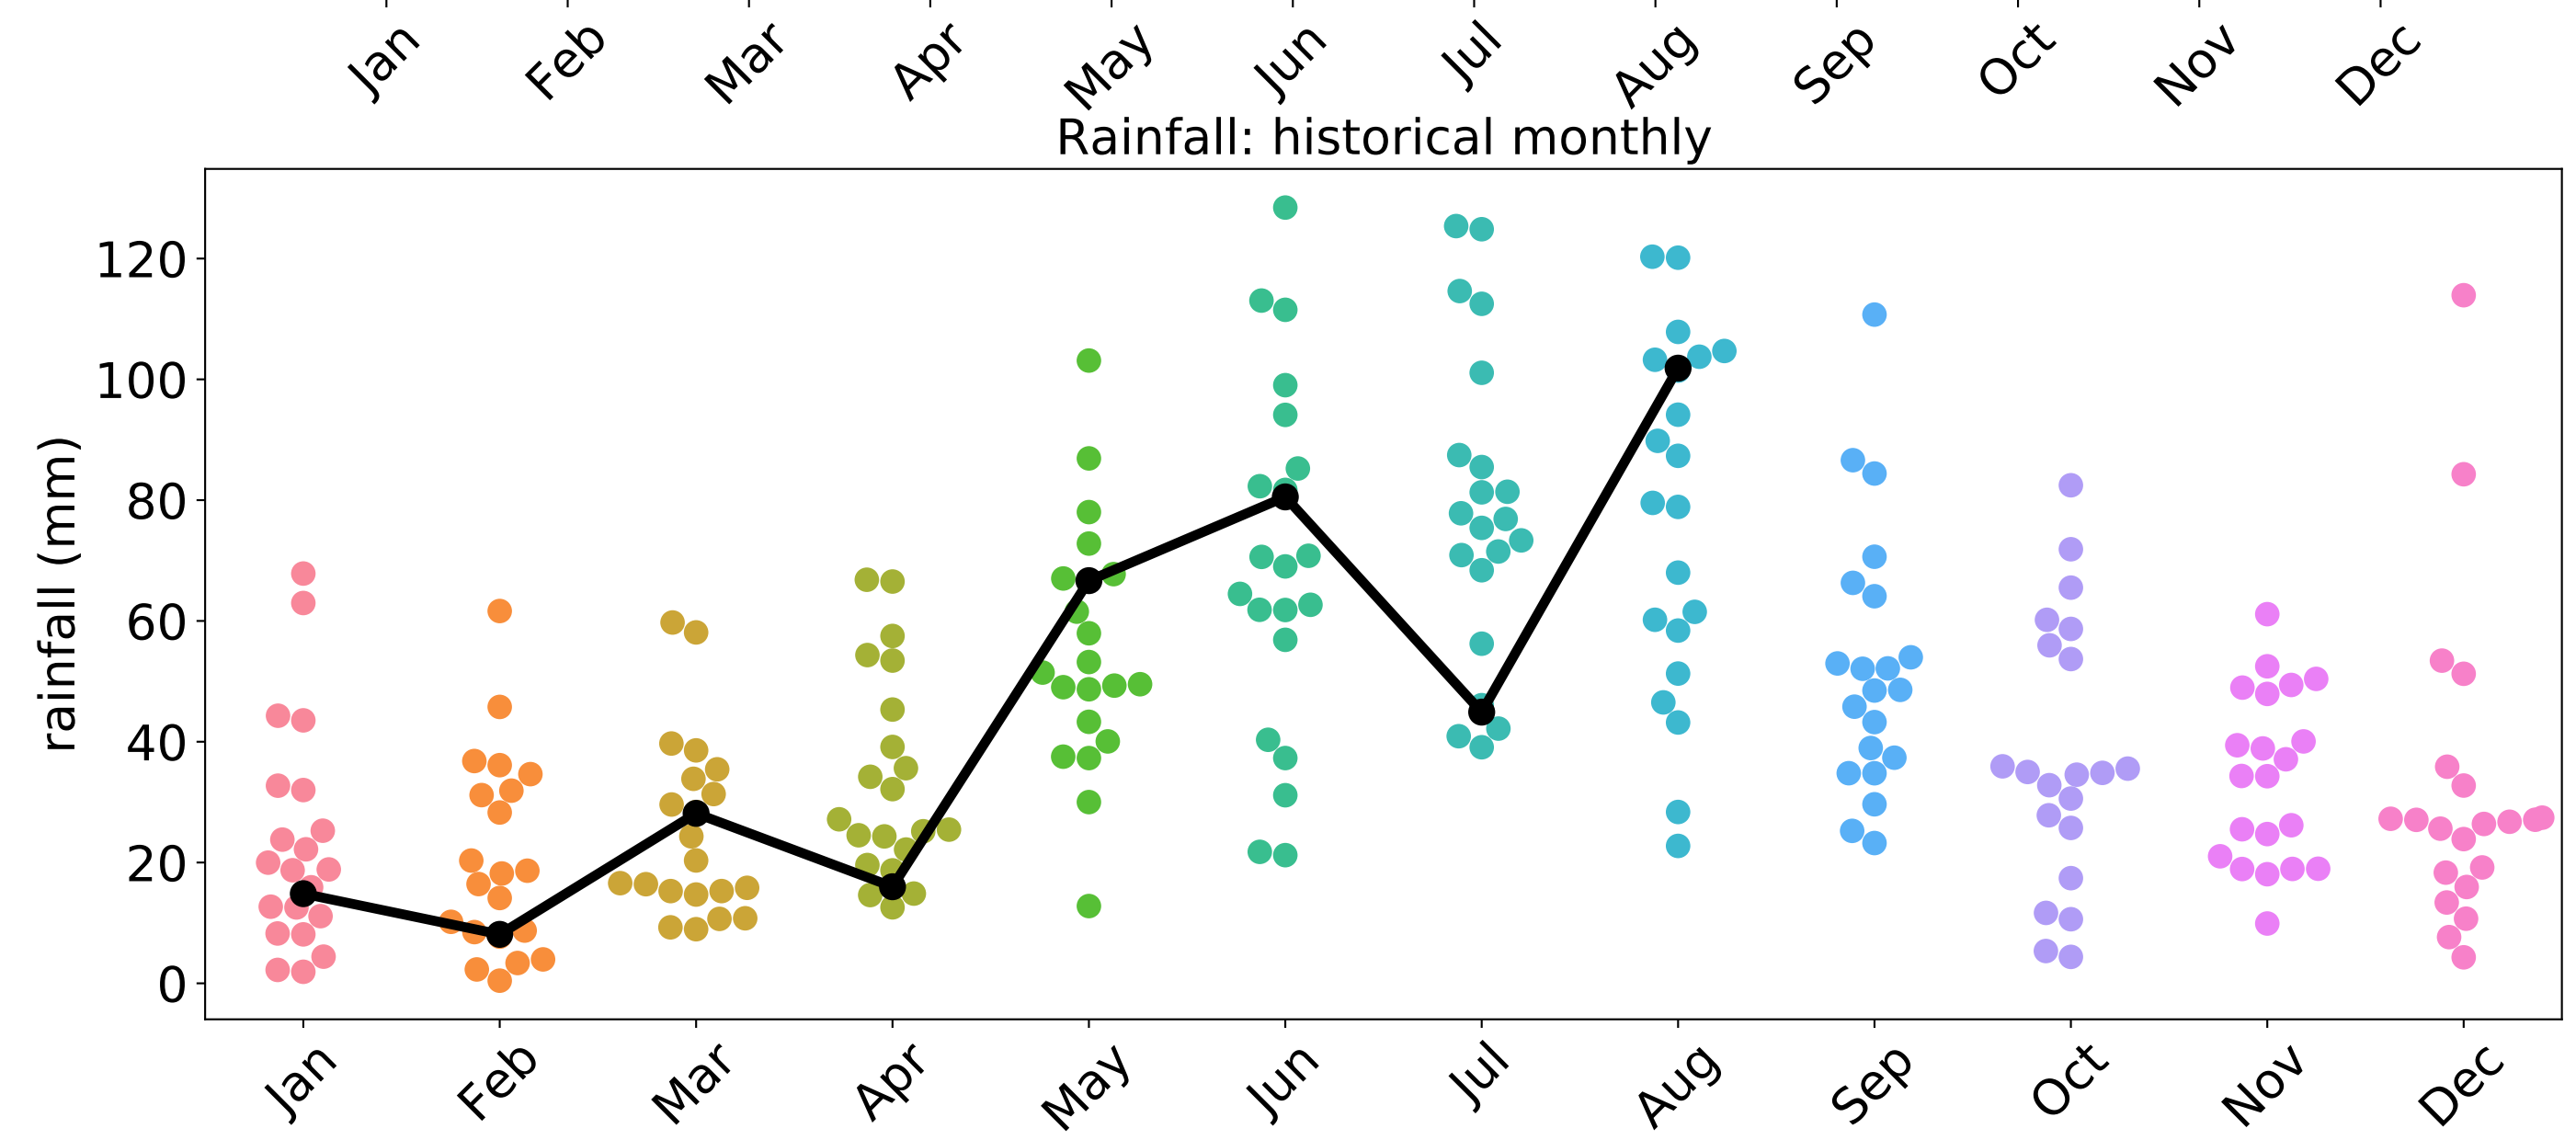 Jan Feb Mar Apr May Jun Jul Aug Sep Oct Nov Dec
Rainfall: historical monthly
rainfall (mm)
120
100
80
60
40
20
0
Jan Feb Mar Apr May Jun Jul Aug Sep Oct Nov Dec